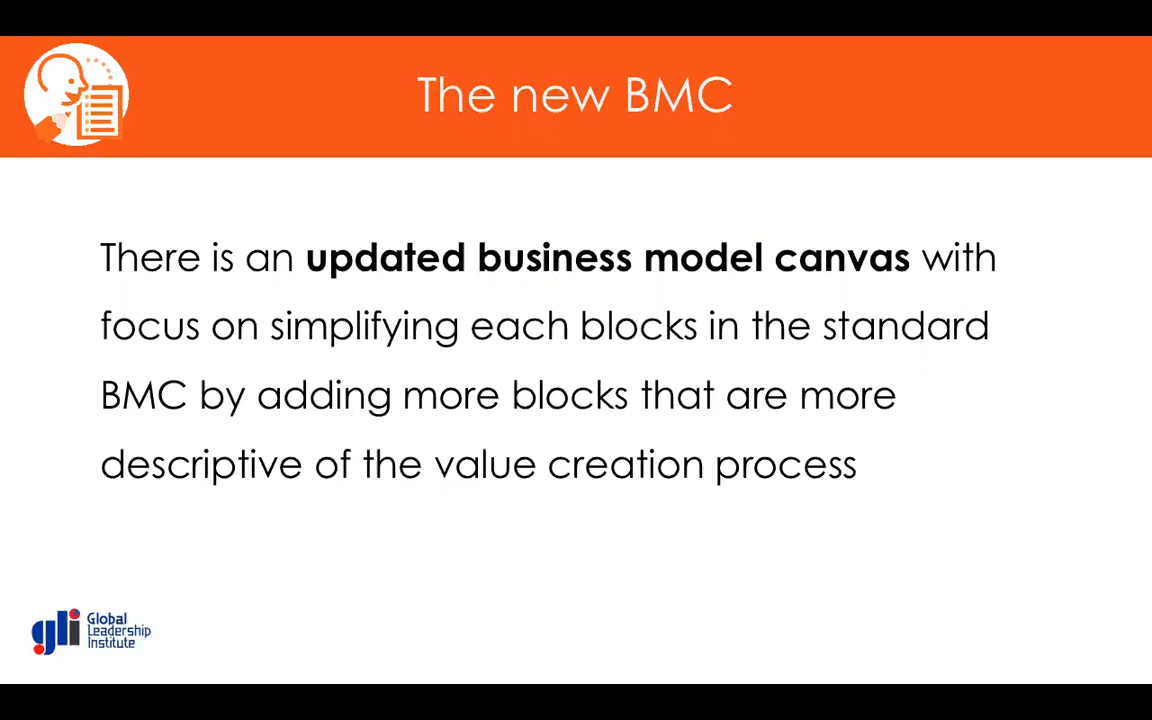 The new BMC
There is an updated business model canvas with
focus on simplifying each blocks in the standard
BMC by adding more blocks that are more
descriptive of the value creation process
gli
Global
Leadership
Institute